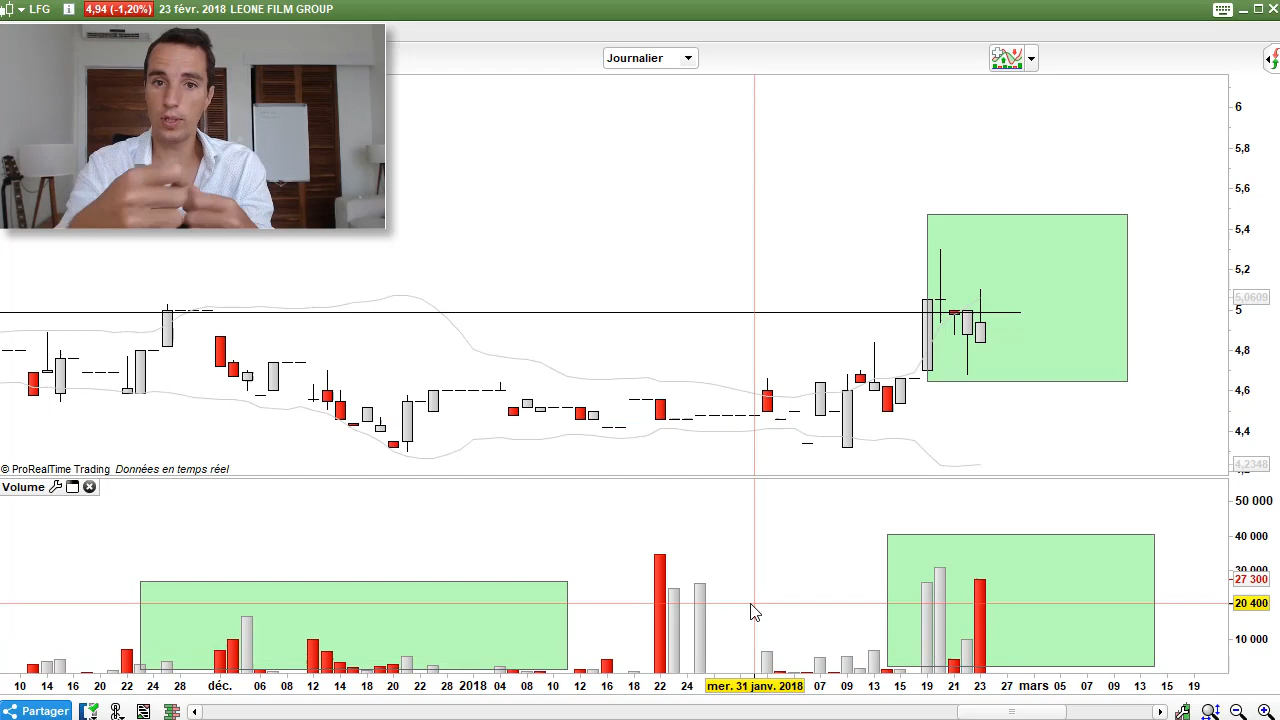 LFG 4,94 (-1,20%) 23 févr. 2018 LEONE FILM GROUP
Journalier
6
5,8
5,6
5,4
5,2
5,0609
5
4,8
4,6
4,4
4,2348
© ProRealTime Trading Données en temps réel
Volume
50 000
40 000
30 000
27 300
20 400
10 000
10 14 16 20 22 24 28 déc. 06 08 12 14 18 20 22 28 2018 04 08 10 12 16 18 22 24 mer. 31 janv. 2018 07 09 13 15 19 21 23 27 mars 05 07 09 13 15 19
Partager